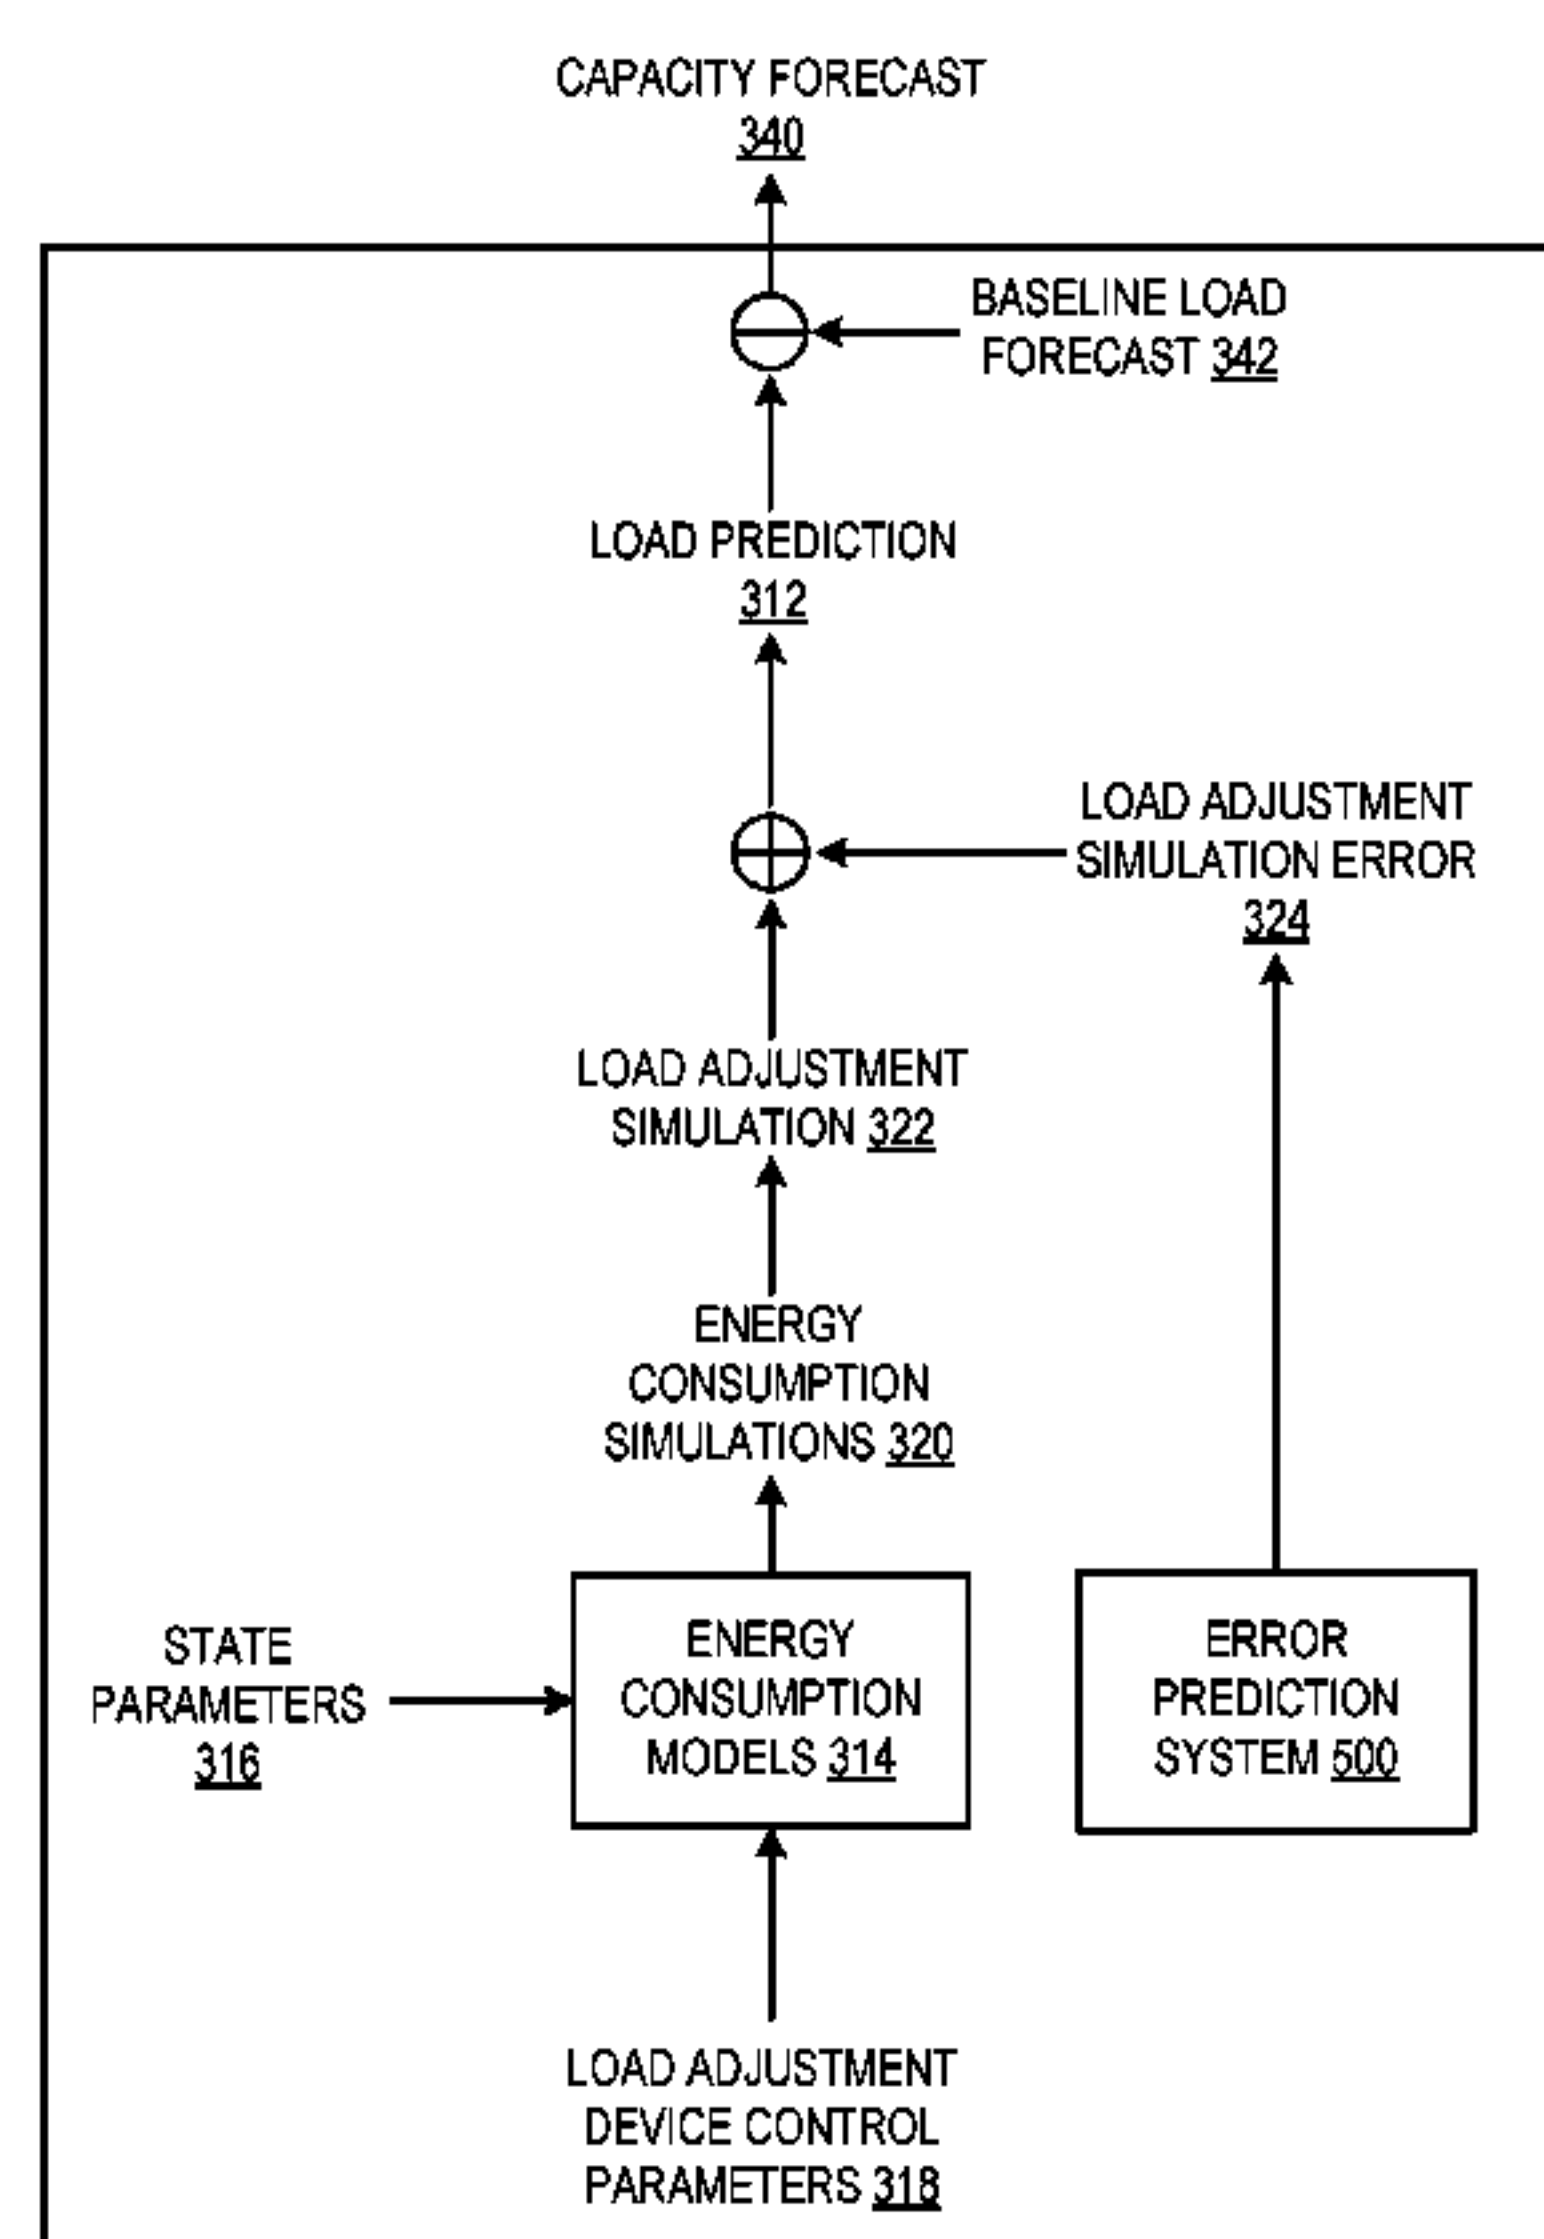 CAPACITY FORECAST
340
BASELINE LOAD
FORECAST 342
LOAD PREDICTION
312
LOAD ADJUSTMENT
SIMULATION ERROR
324
LOAD ADJUSTMENT
SIMULATION 322
ENERGY
CONSUMPTION
SIMULATIONS 320
STATE
PARAMETERS
316
ENERGY
CONSUMPTION
MODELS 314
ERROR
PREDICTION
SYSTEM 500
LOAD ADJUSTMENT
DEVICE CONTROL
PARAMETERS 318